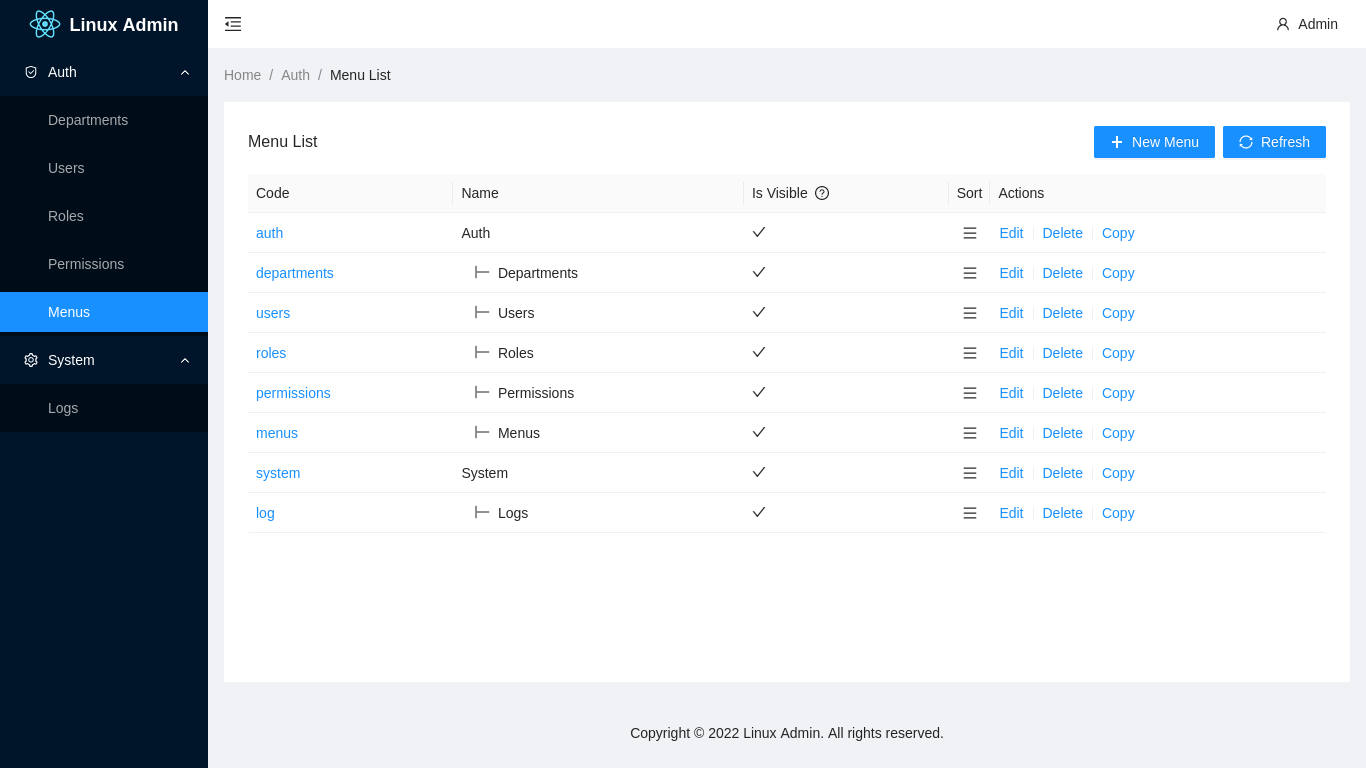 Linux Admin
Admin
Auth
Departments
Users
Roles
Permissions
Menus
System
Logs
Home / Auth / Menu List
Menu List
New Menu
Refresh
Code Name Is Visible Sort Actions
auth Auth Edit Delete Copy
departments Departments Edit Delete Copy
users Users Edit Delete Copy
roles Roles Edit Delete Copy
permissions Permissions Edit Delete Copy
menus Menus Edit Delete Copy
system System Edit Delete Copy
log Logs Edit Delete Copy
Copyright © 2022 Linux Admin. All rights reserved.